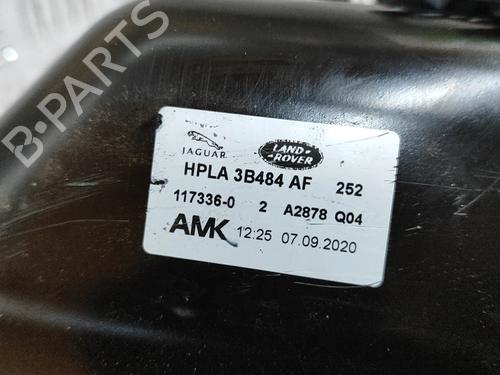 B-PARTS
JAGUAR
LAND-
ROVER
HPLA 3B484 AF 252
117336-0 2 A2878 Q04
AMK 12:25 07.09.2020